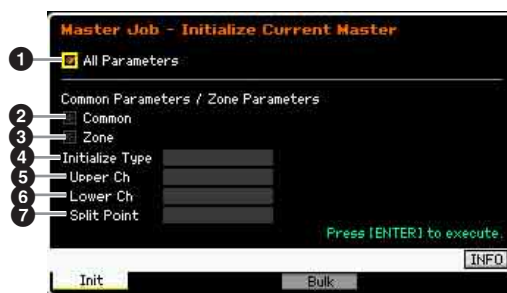 Master Job - Initialize Current Master
1 All Parameters
Common Parameters / Zone Parameters
2 Common
3 Zone
4 Initialize Type
5 Upper Ch
6 Lower Ch
7 Split Point
Press [ENTER] to execute.
INFO
Init Bulk